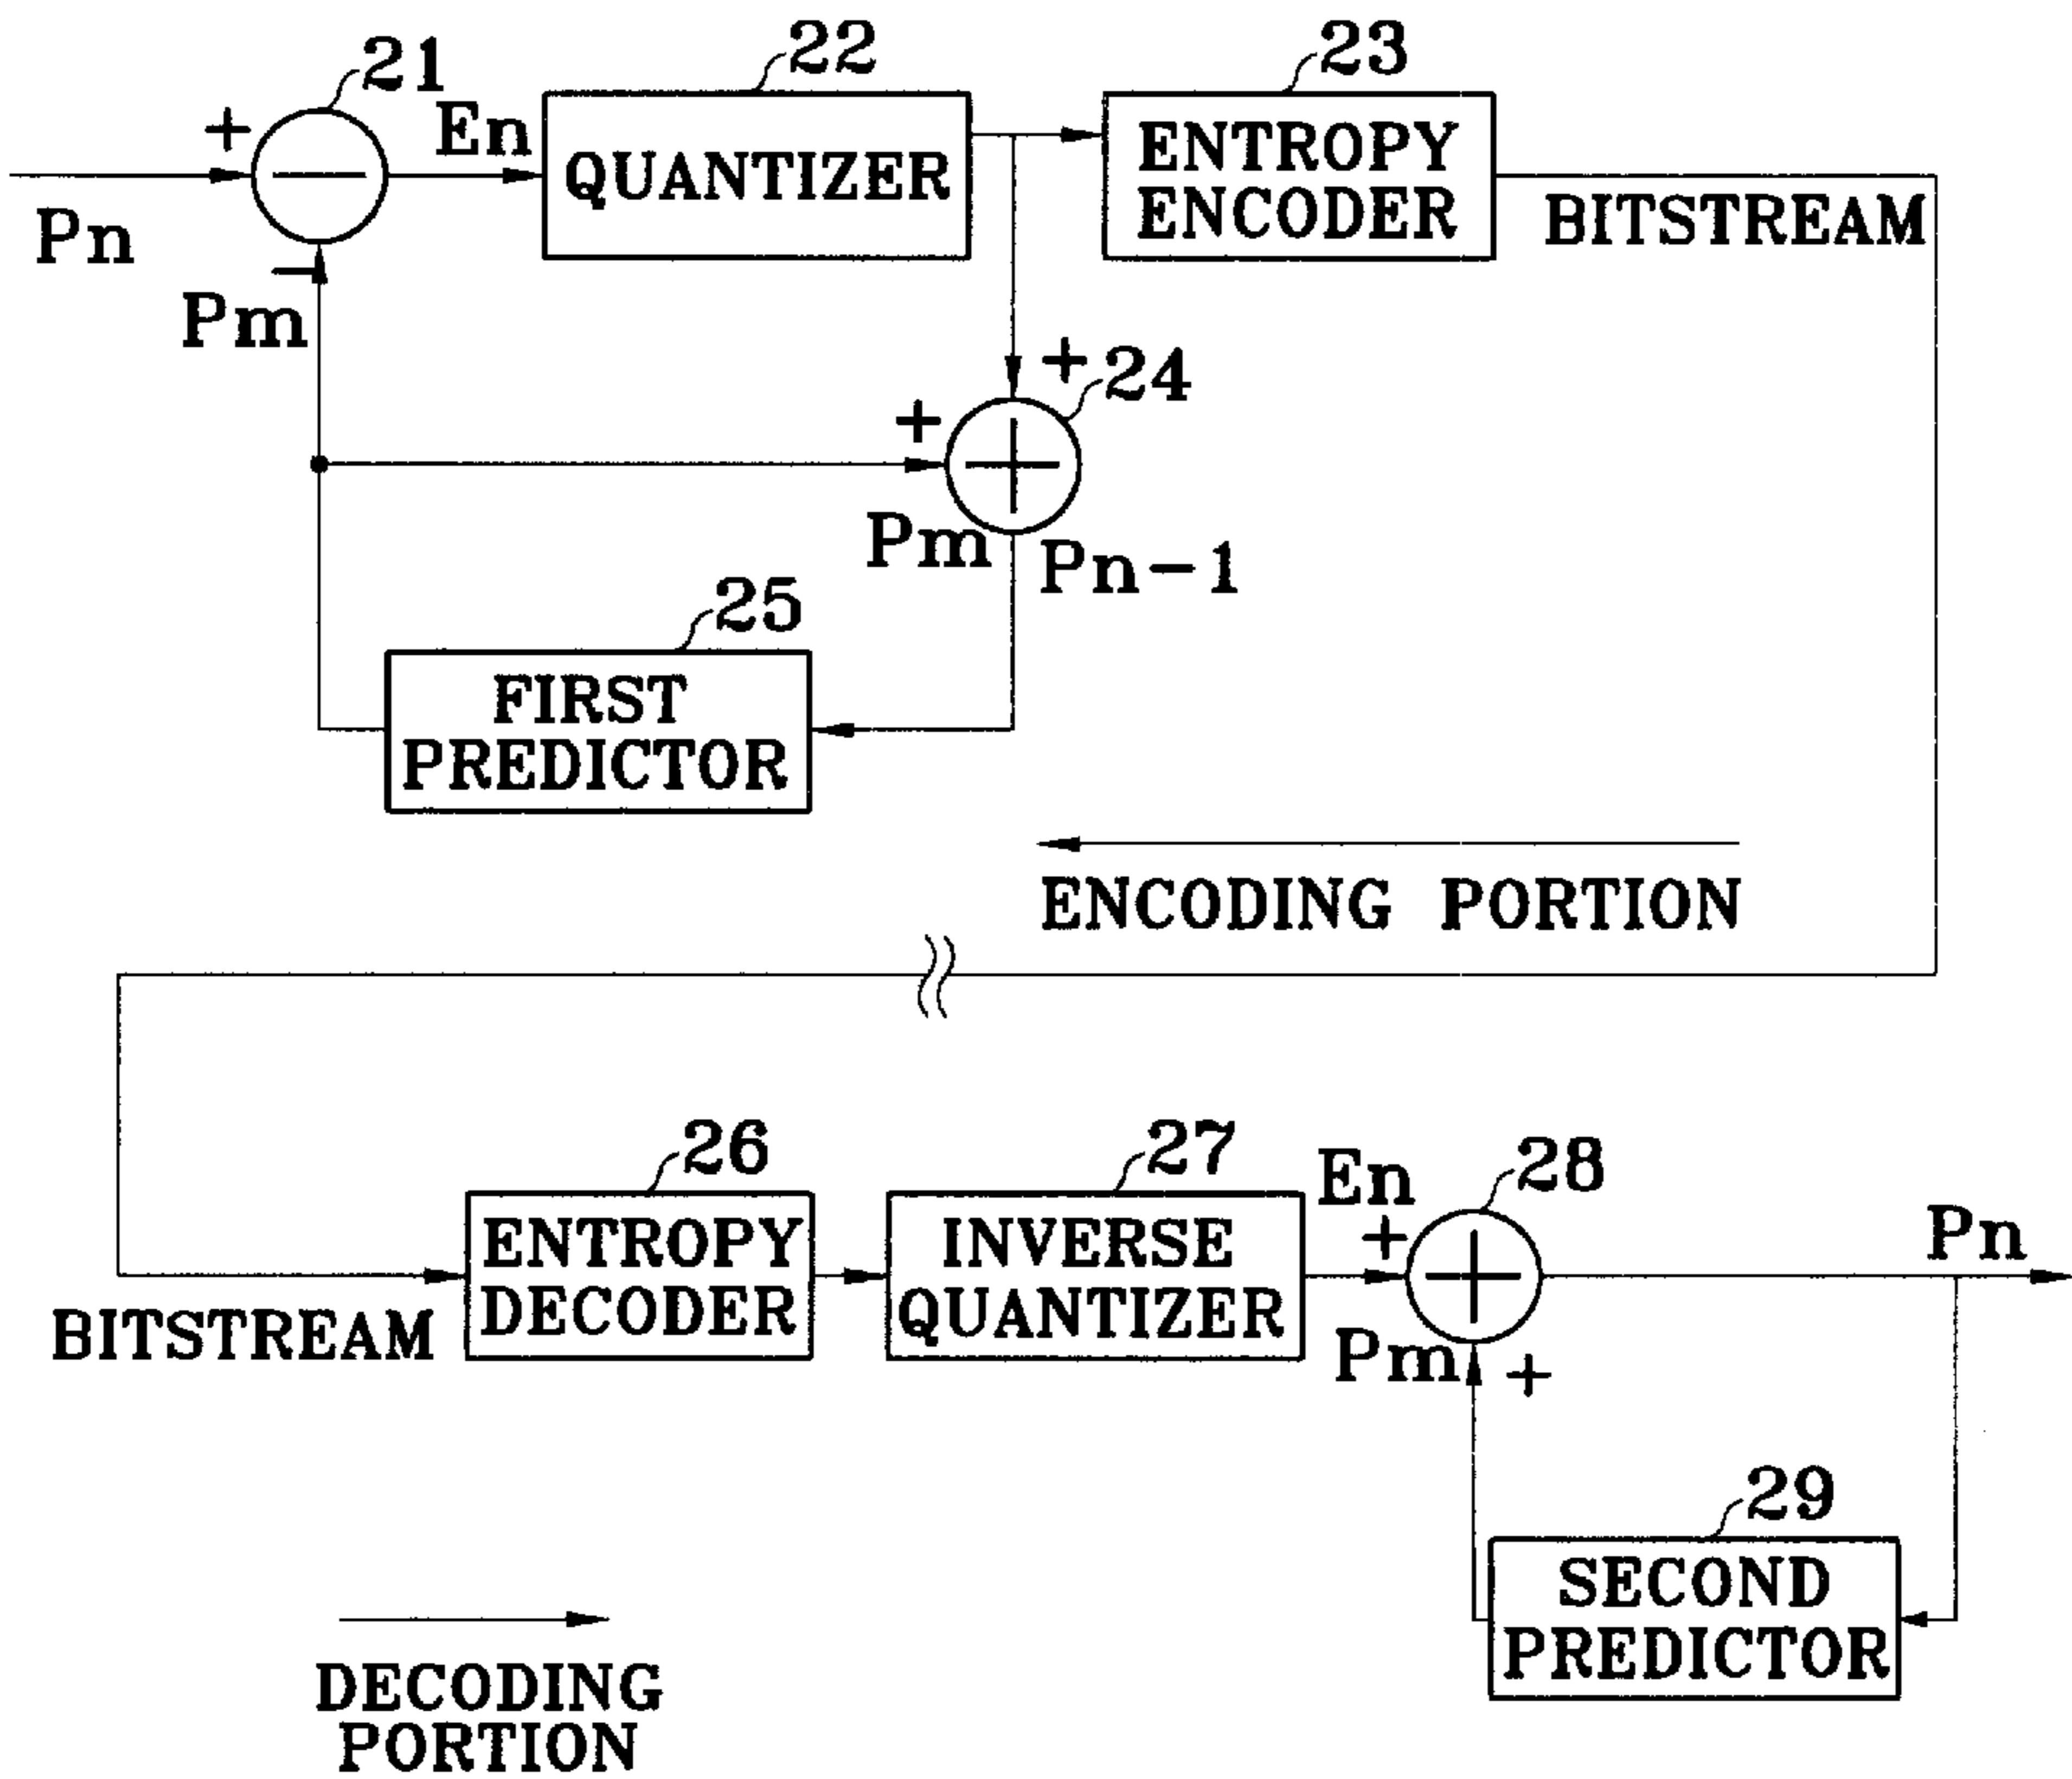 21
22
23
+
En
QUANTIZER
ENTROPY
ENCODER
BITSTREAM
Pn
−
Pm
+
24
+
Pm
Pn−1
25
FIRST
PREDICTOR
ENCODING PORTION
26
27
28
En
+
Pn
ENTROPY
DECODER
INVERSE
QUANTIZER
BITSTREAM
Pm
+
29
SECOND
PREDICTOR
DECODING
PORTION